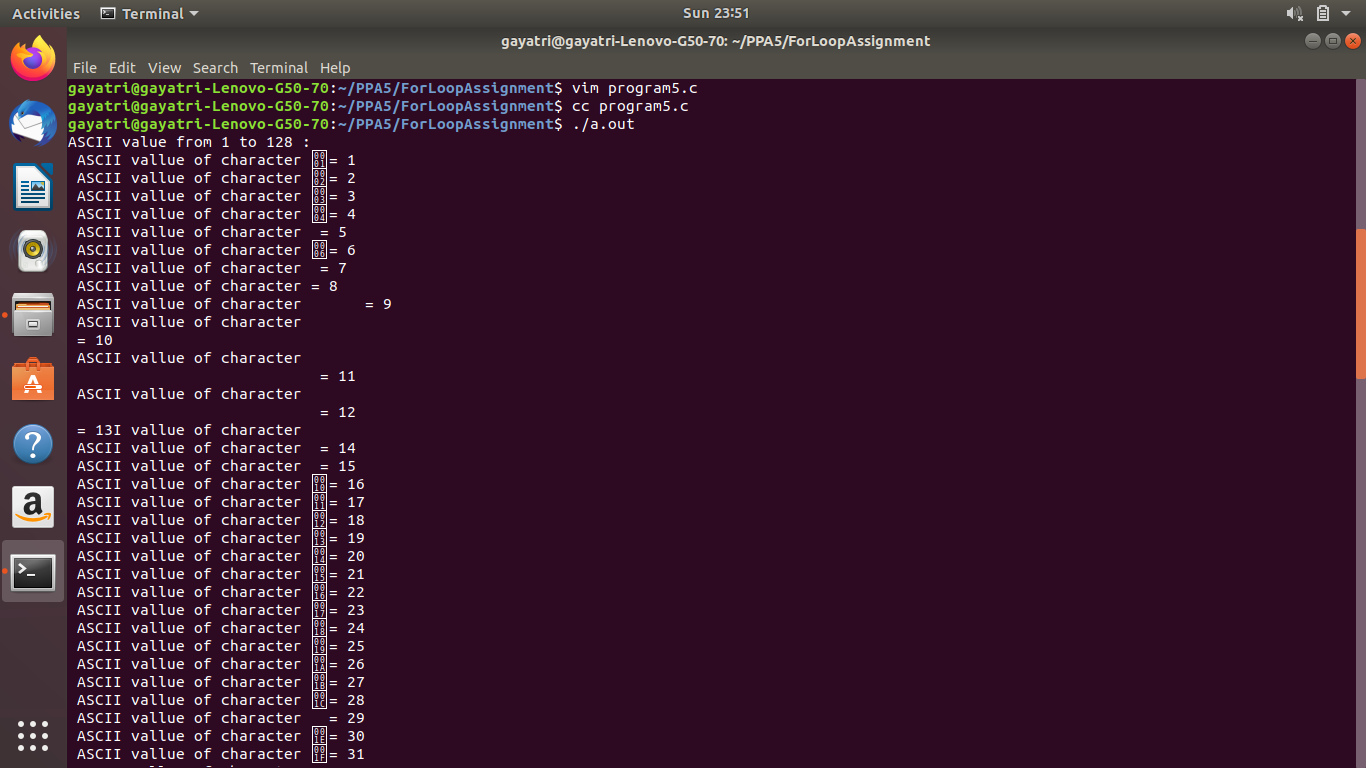 Activities Terminal Sun 23:51
gayatri@gayatri-Lenovo-G50-70: ~/PPA5/ForLoopAssignment
File Edit View Search Terminal Help
gayatri@gayatri-Lenovo-G50-70:~/PPA5/ForLoopAssignment$ vim program5.c
gayatri@gayatri-Lenovo-G50-70:~/PPA5/ForLoopAssignment$ cc program5.c
gayatri@gayatri-Lenovo-G50-70:~/PPA5/ForLoopAssignment$ ./a.out
ASCII value from 1 to 128 :
ASCII vallue of character 0001= 1
ASCII vallue of character 0002= 2
ASCII vallue of character 0003= 3
ASCII vallue of character 0004= 4
ASCII vallue of character = 5
ASCII vallue of character 0006= 6
ASCII vallue of character = 7
ASCII vallue of character = 8
ASCII vallue of character = 9
ASCII vallue of character
= 10
ASCII vallue of character
= 11
ASCII vallue of character
= 12
= 13I vallue of character
ASCII vallue of character = 14
ASCII vallue of character = 15
ASCII vallue of character 0010= 16
ASCII vallue of character 0011= 17
ASCII vallue of character 0012= 18
ASCII vallue of character 0013= 19
ASCII vallue of character 0014= 20
ASCII vallue of character 0015= 21
ASCII vallue of character 0016= 22
ASCII vallue of character 0017= 23
ASCII vallue of character 0018= 24
ASCII vallue of character 0019= 25
ASCII vallue of character 001A= 26
ASCII vallue of character 001B= 27
ASCII vallue of character 001C= 28
ASCII vallue of character = 29
ASCII vallue of character 001E= 30
ASCII vallue of character 001F= 31